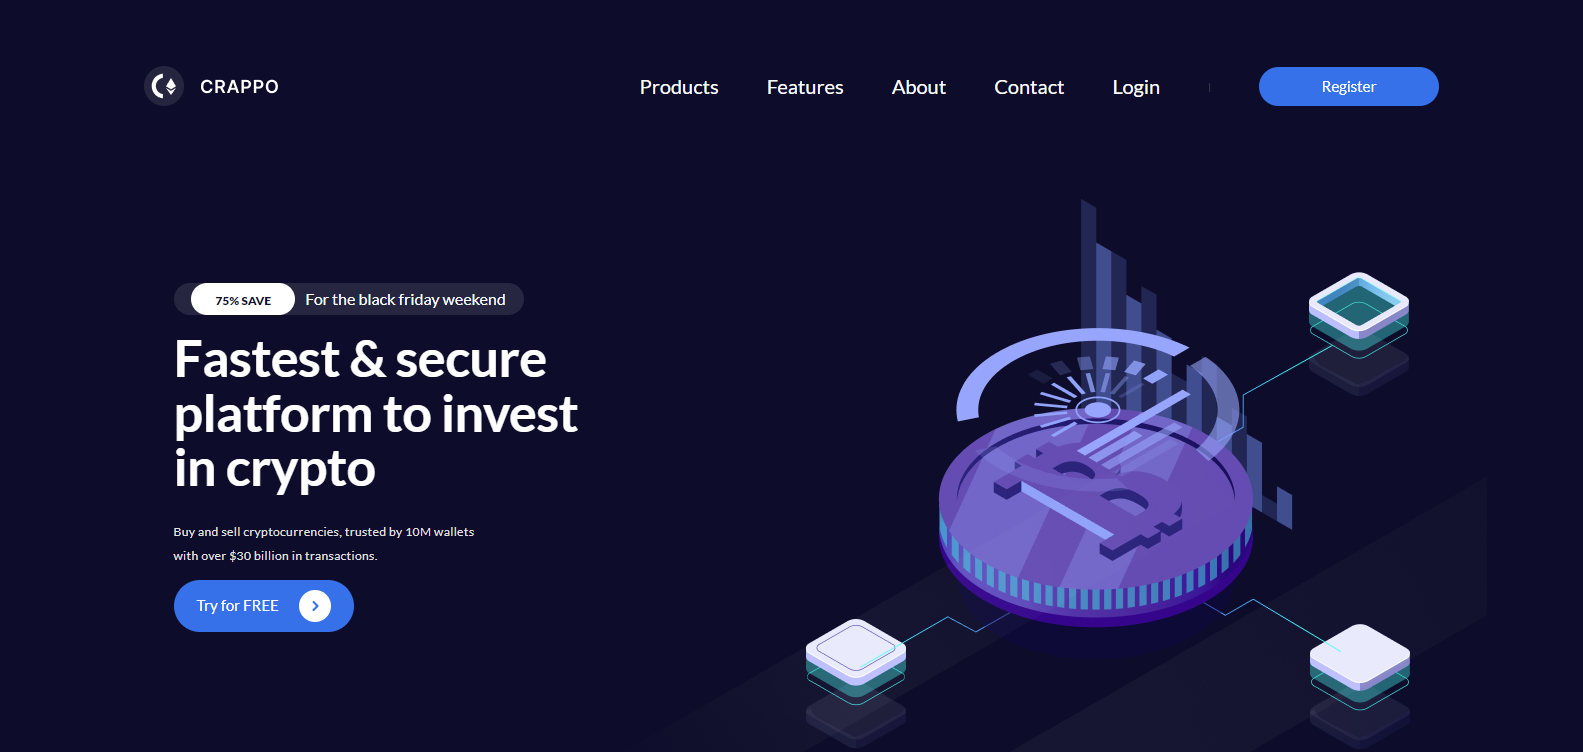 CRAPPO
Products Features About Contact Login Register
75% SAVE For the black friday weekend
Fastest & secure
platform to invest
in crypto
Buy and sell cryptocurrencies, trusted by 10M wallets
with over $30 billion in transactions.
Try for FREE